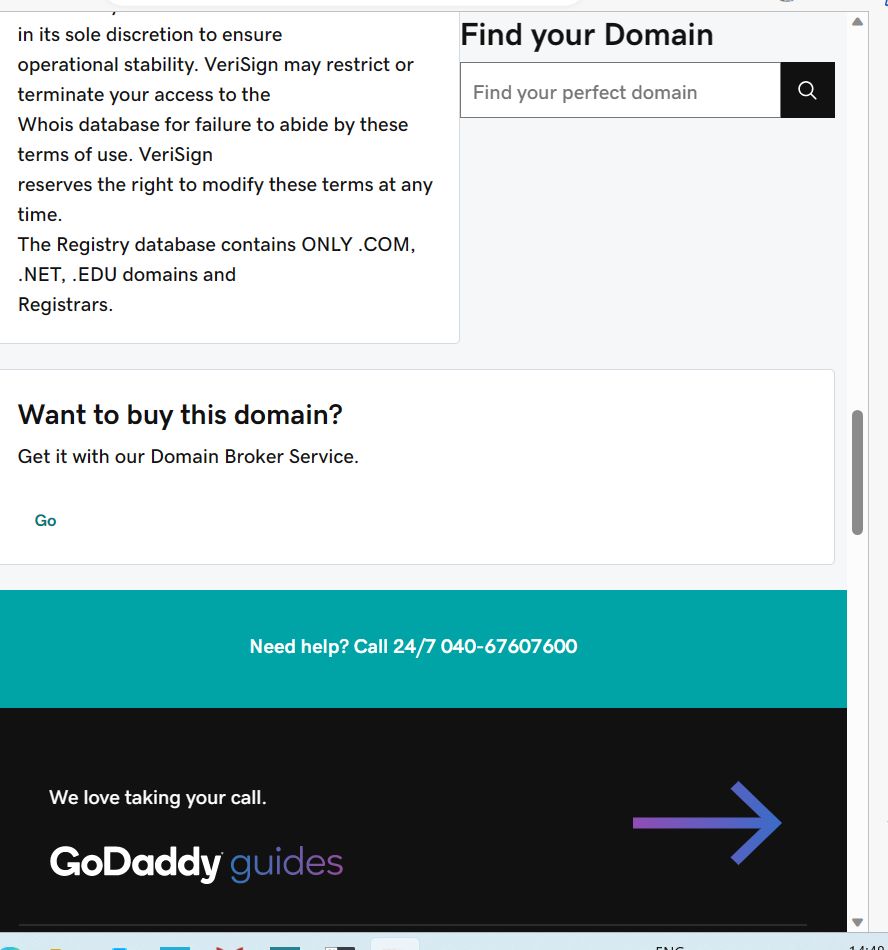 in its sole discretion to ensure
operational stability. VeriSign may restrict or
terminate your access to the
Whois database for failure to abide by these
terms of use. VeriSign
reserves the right to modify these terms at any
time.
The Registry database contains ONLY .COM,
.NET, .EDU domains and
Registrars.
Find your Domain
Find your perfect domain
Want to buy this domain?
Get it with our Domain Broker Service.
Go
Need help? Call 24/7 040-67607600
We love taking your call.
GoDaddy guides